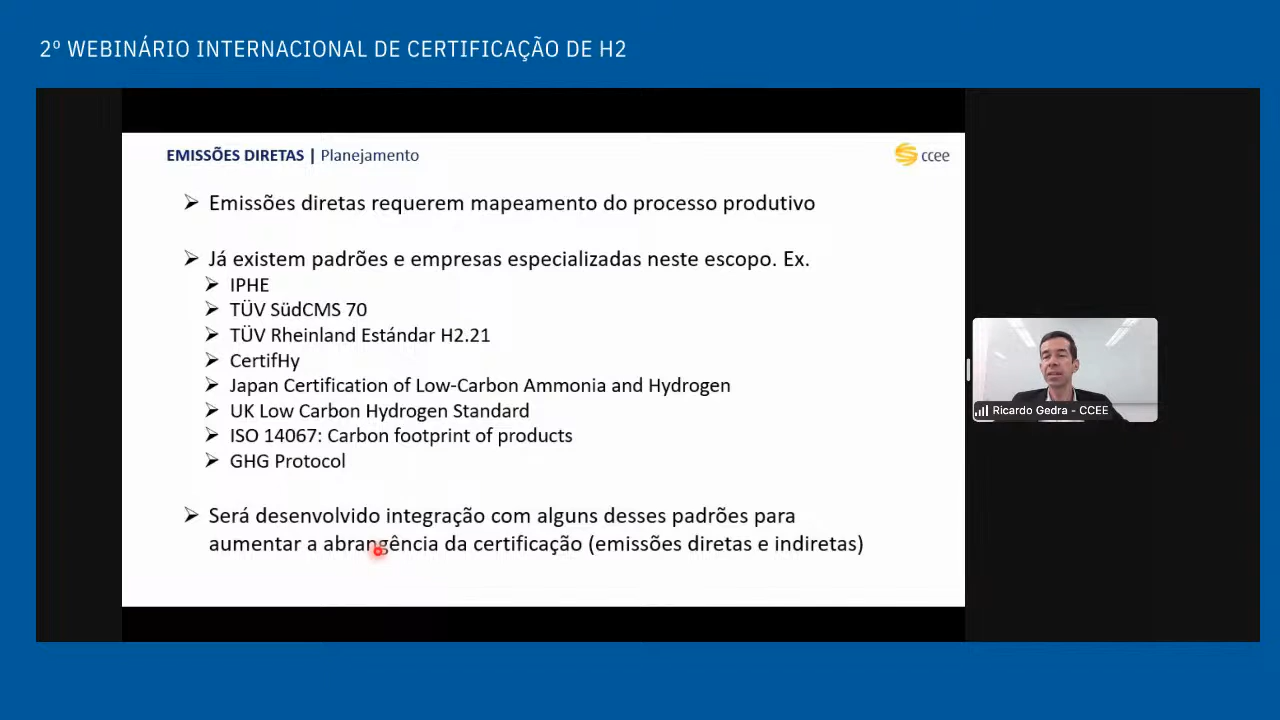 2º WEBINÁRIO INTERNACIONAL DE CERTIFICAÇÃO DE H2
EMISSÕES DIRETAS | Planejamento
ccee
Emissões diretas requerem mapeamento do processo produtivo
Já existem padrões e empresas especializadas neste escopo. Ex.
IPHE
TÜV SüdCMS 70
TÜV Rheinland Estándar H2.21
CertifHy
Japan Certification of Low-Carbon Ammonia and Hydrogen
UK Low Carbon Hydrogen Standard
ISO 14067: Carbon footprint of products
GHG Protocol
Será desenvolvido integração com alguns desses padrões para
aumentar a abrangência da certificação (emissões diretas e indiretas)
Ricardo Gedra - CCEE